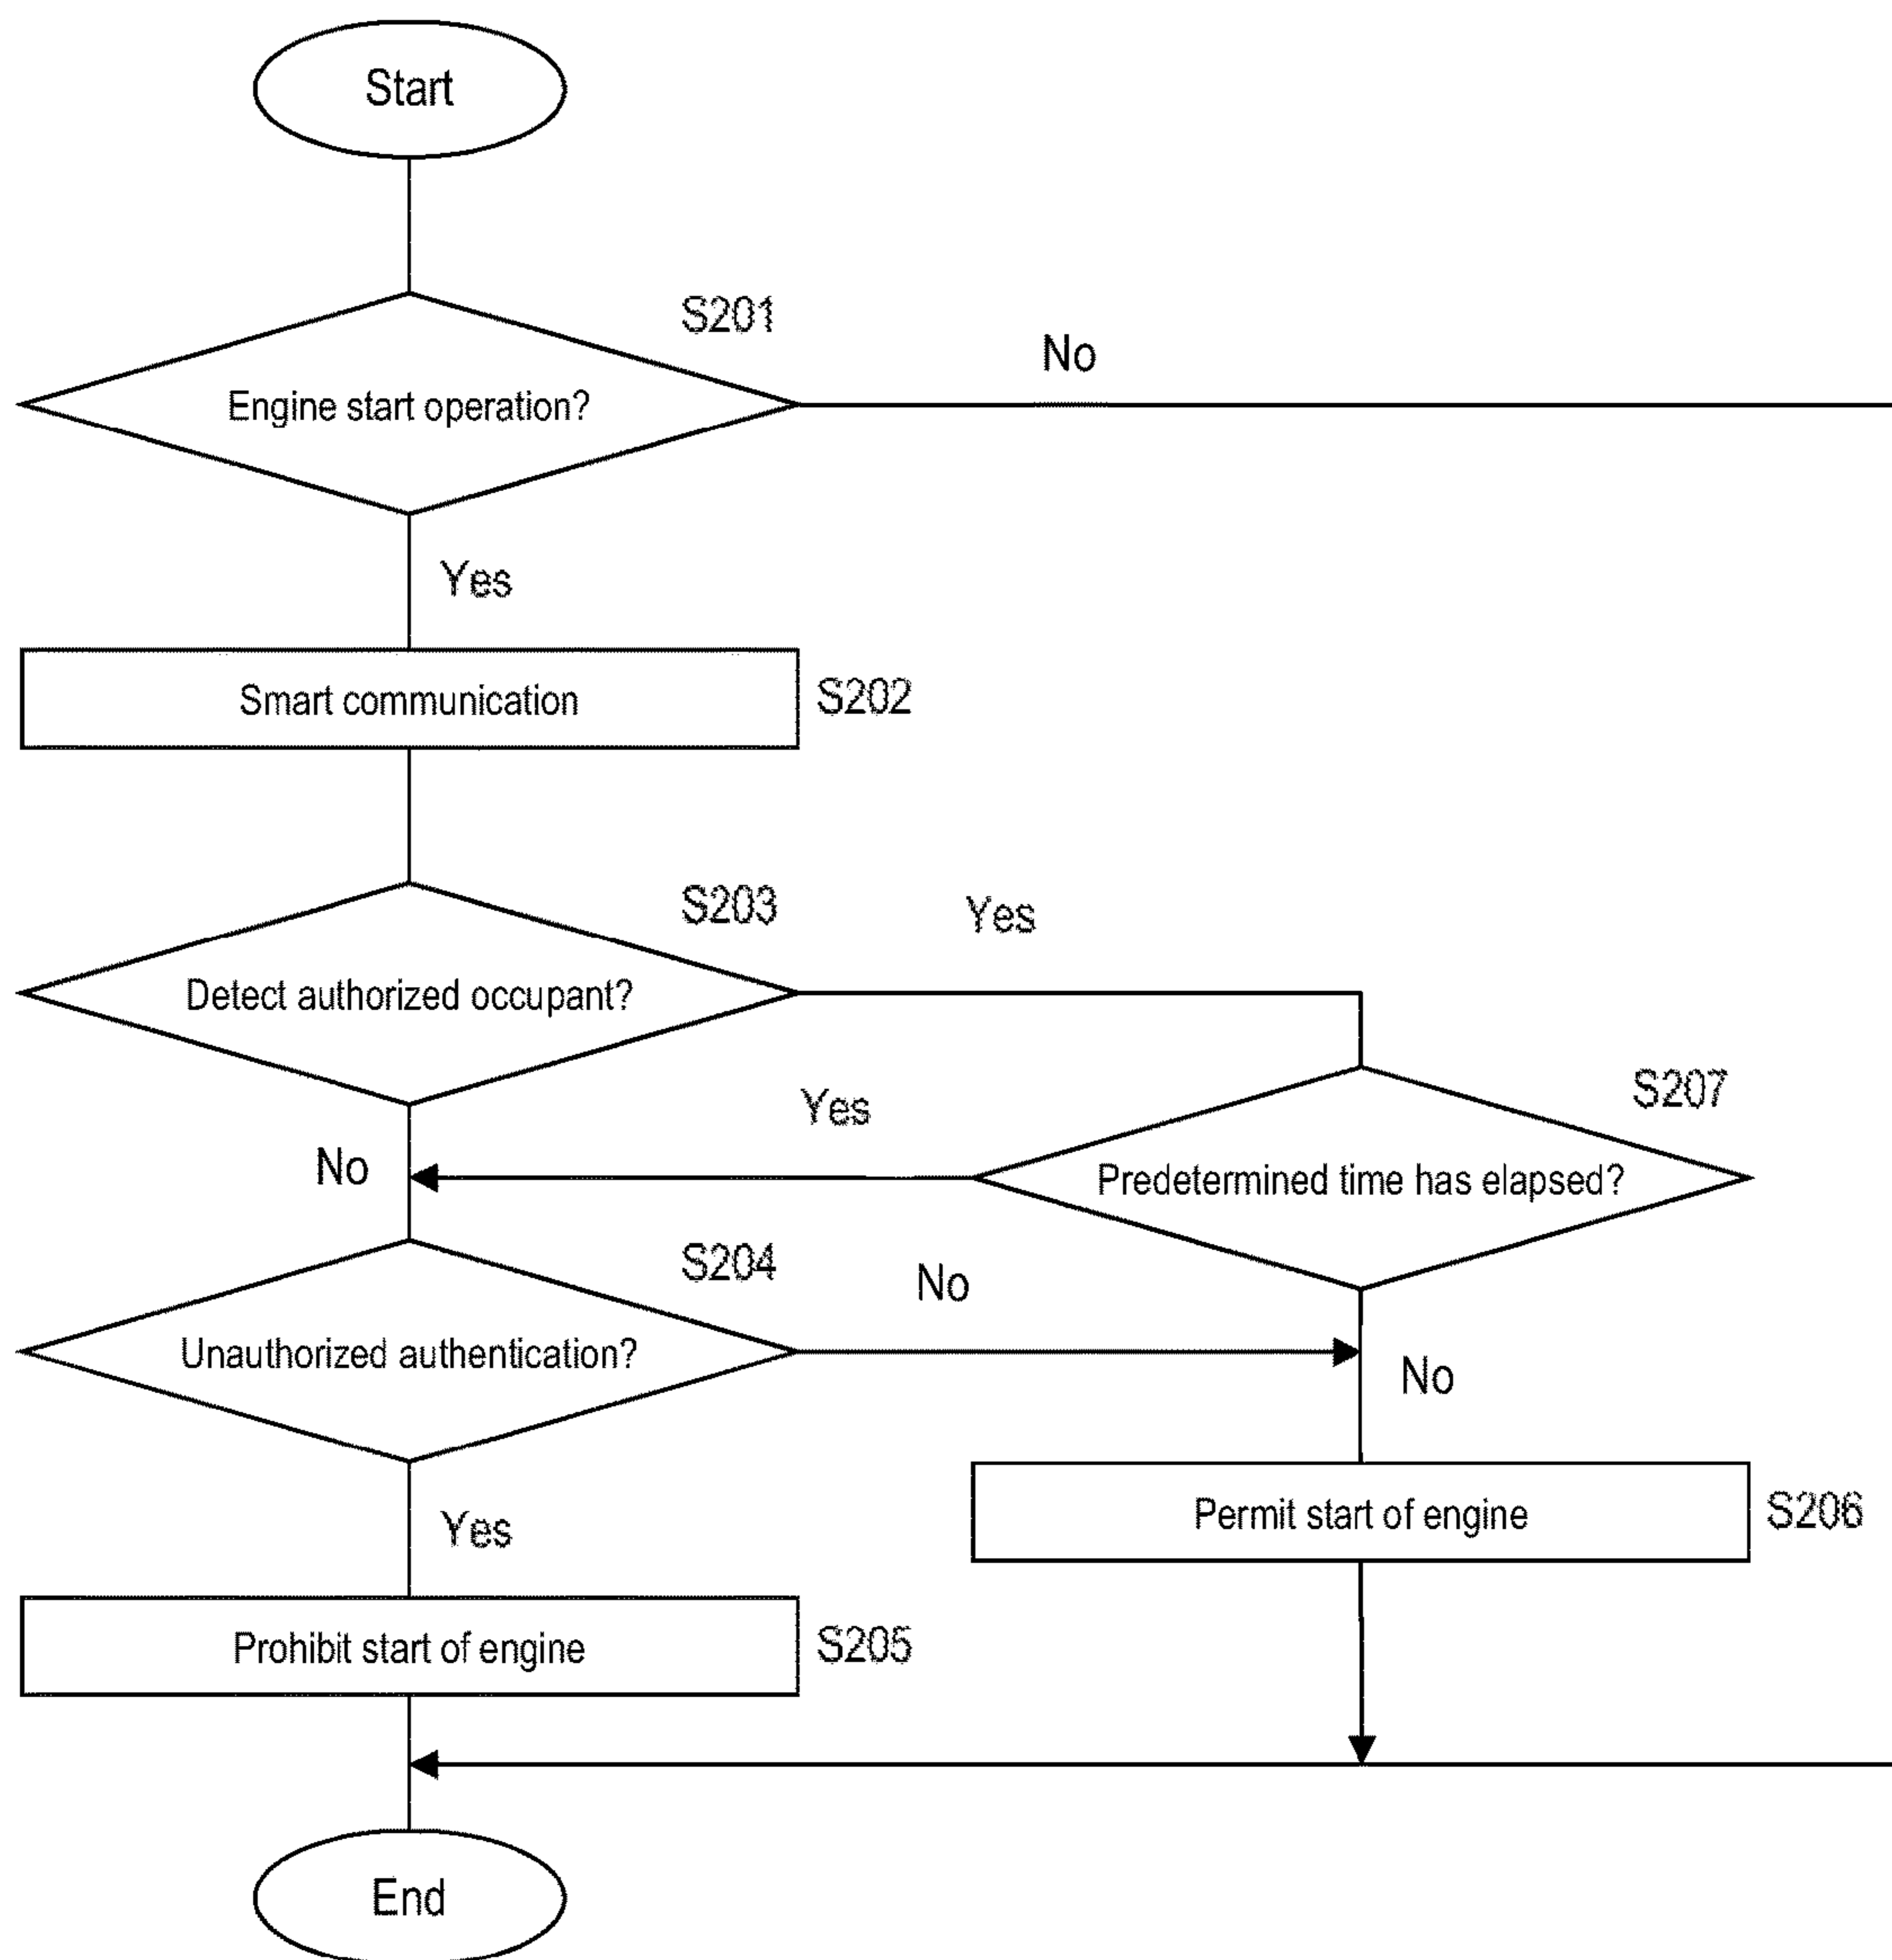 Start
S201
No
Engine start operation?
Yes
Smart communication
S202
S203
Yes
Detect authorized occupant?
S207
Yes
No
Predetermined time has elapsed?
S204
No
Unauthorized authentication?
No
Permit start of engine
S206
Yes
Prohibit start of engine
S205
End